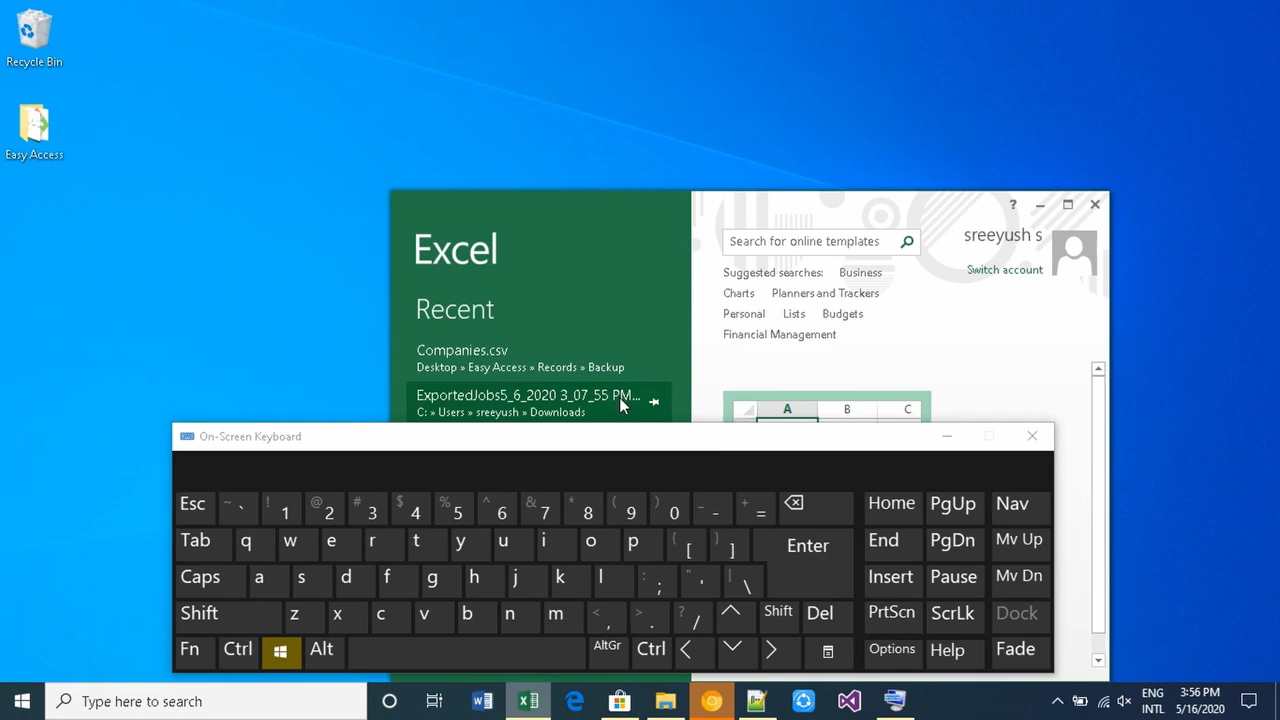 Recycle Bin
Easy Access
Excel
Recent
Companies.csv
Desktop » Easy Access » Records » Backup
ExportedJobs5_6_2020 3_07_55 PM...
C: » Users » sreeyush » Downloads
?
Search for online templates
sreeyush s
Switch account
Suggested searches: Business
Charts Planners and Trackers
Personal Lists Budgets
Financial Management
A B C
On-Screen Keyboard
Esc ~ ` ! 1 @ 2 # 3 $ 4 % 5 ^ 6 & 7 * 8 ( 9 ) 0 _ - + = Home PgUp Nav
Tab q w e r t y u i o p { [ } ] Enter End PgDn Mv Up
Caps a s d f g h j k l : ; " ' | \ Insert Pause Mv Dn
Shift z x c v b n m < , > . ? / Shift Del PrtScn ScrLk Dock
Fn Ctrl Alt AltGr Ctrl Options Help Fade
Type here to search
ENG
INTL
3:56 PM
5/16/2020